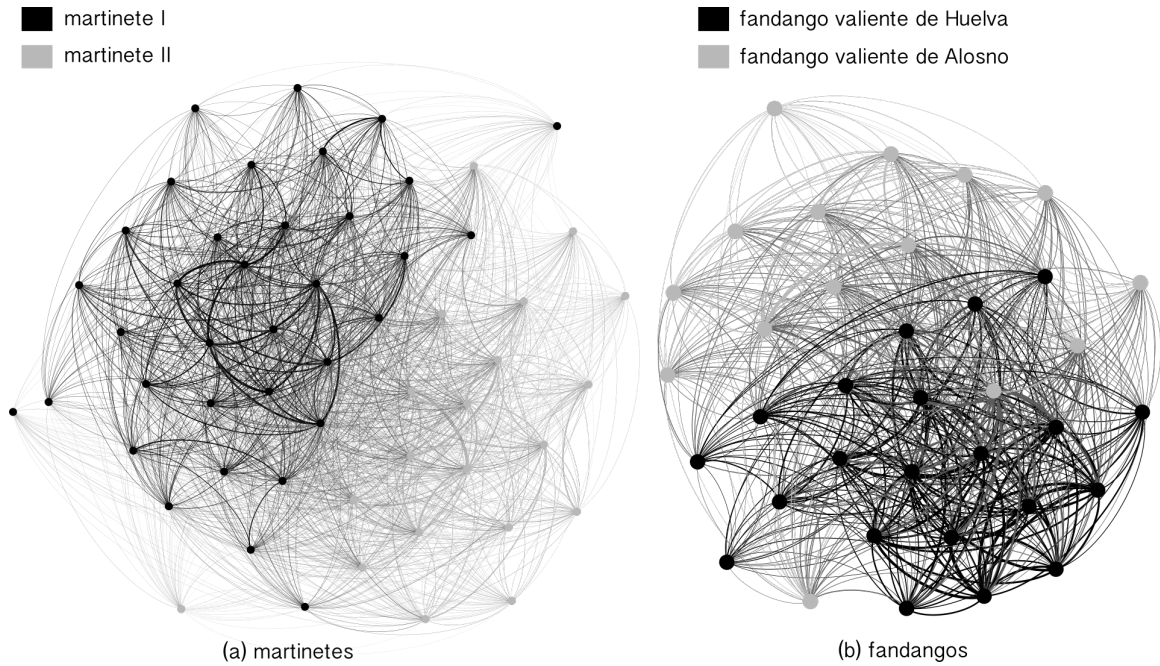 martinete I
martinete II
fandango valiente de Huelva
fandango valiente de Alosno
(a) martinetes
(b) fandangos